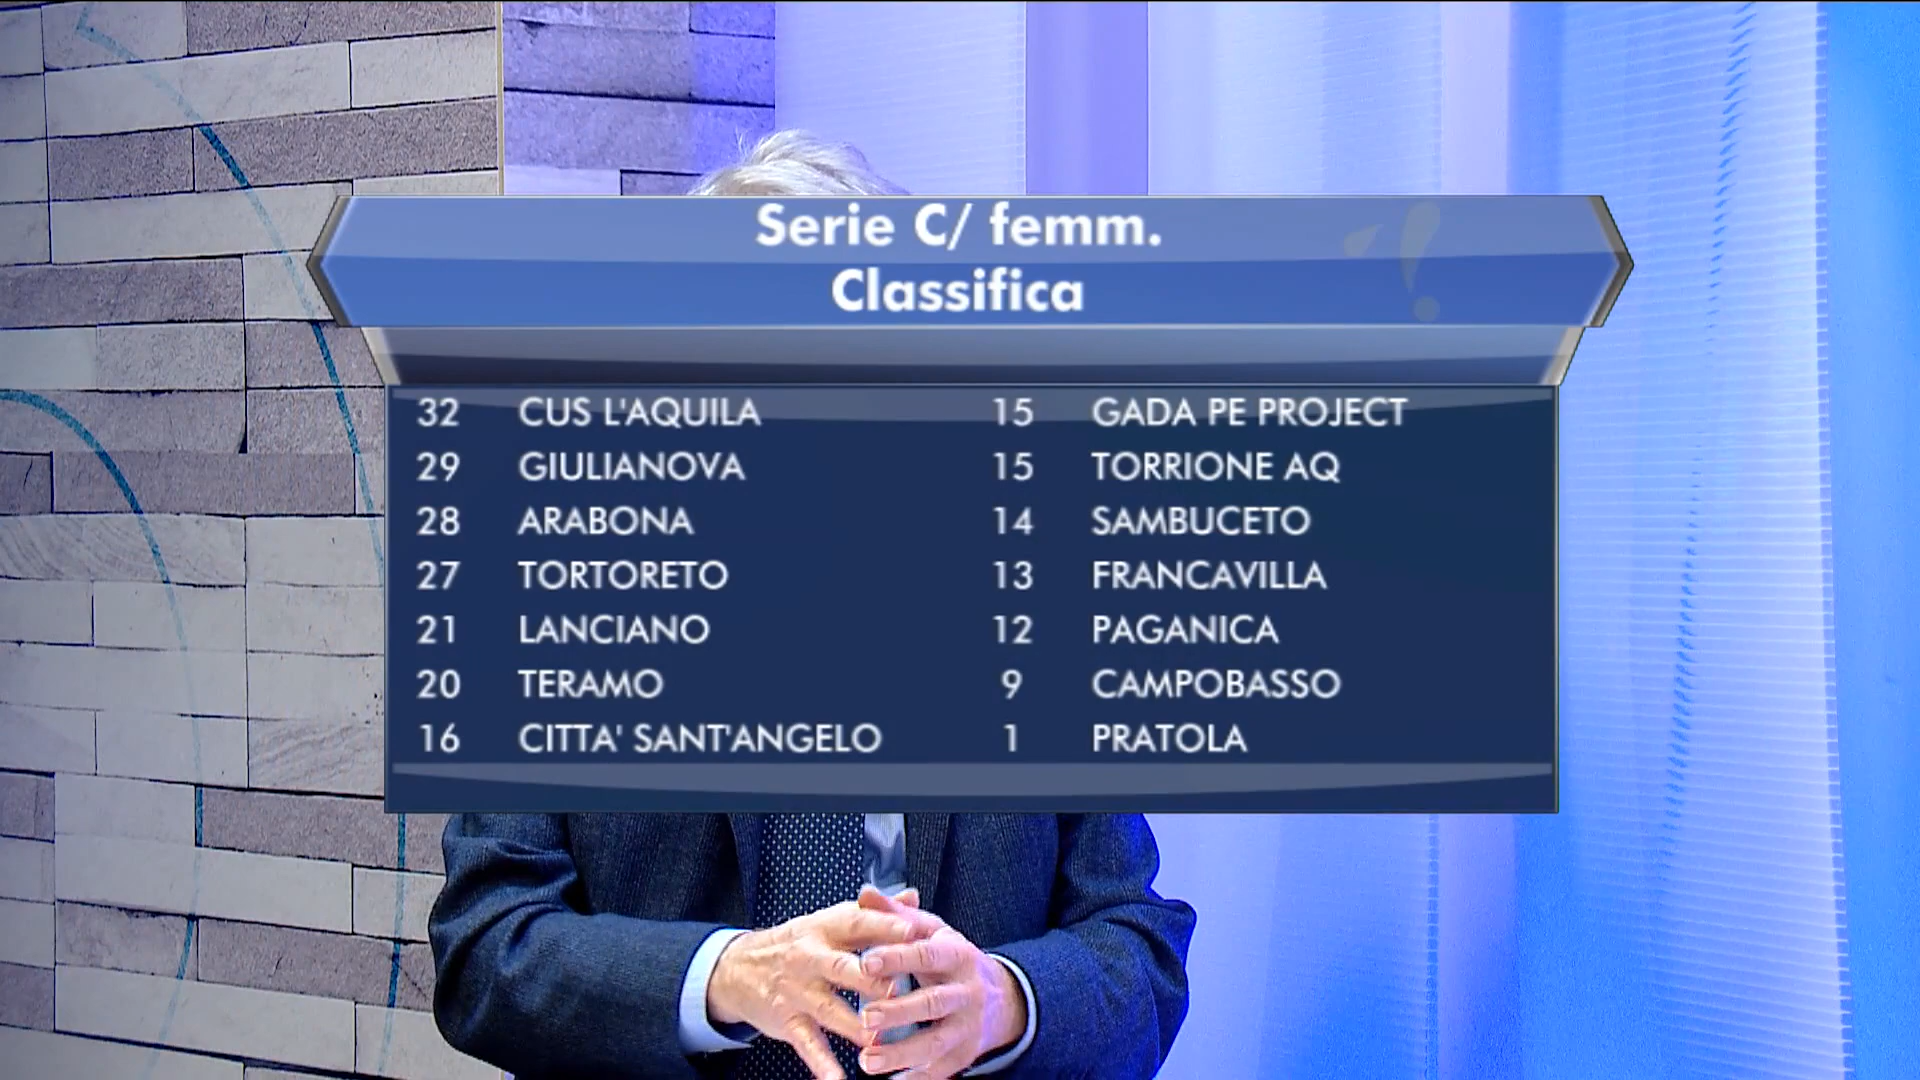 Serie C/ femm.
Classifica
32 CUS L'AQUILA
29 GIULIANOVA
28 ARABONA
27 TORTORETO
21 LANCIANO
20 TERAMO
16 CITTA' SANT'ANGELO
15 GADA PE PROJECT
15 TORRIONE AQ
14 SAMBUCETO
13 FRANCAVILLA
12 PAGANICA
9 CAMPOBASSO
1 PRATOLA